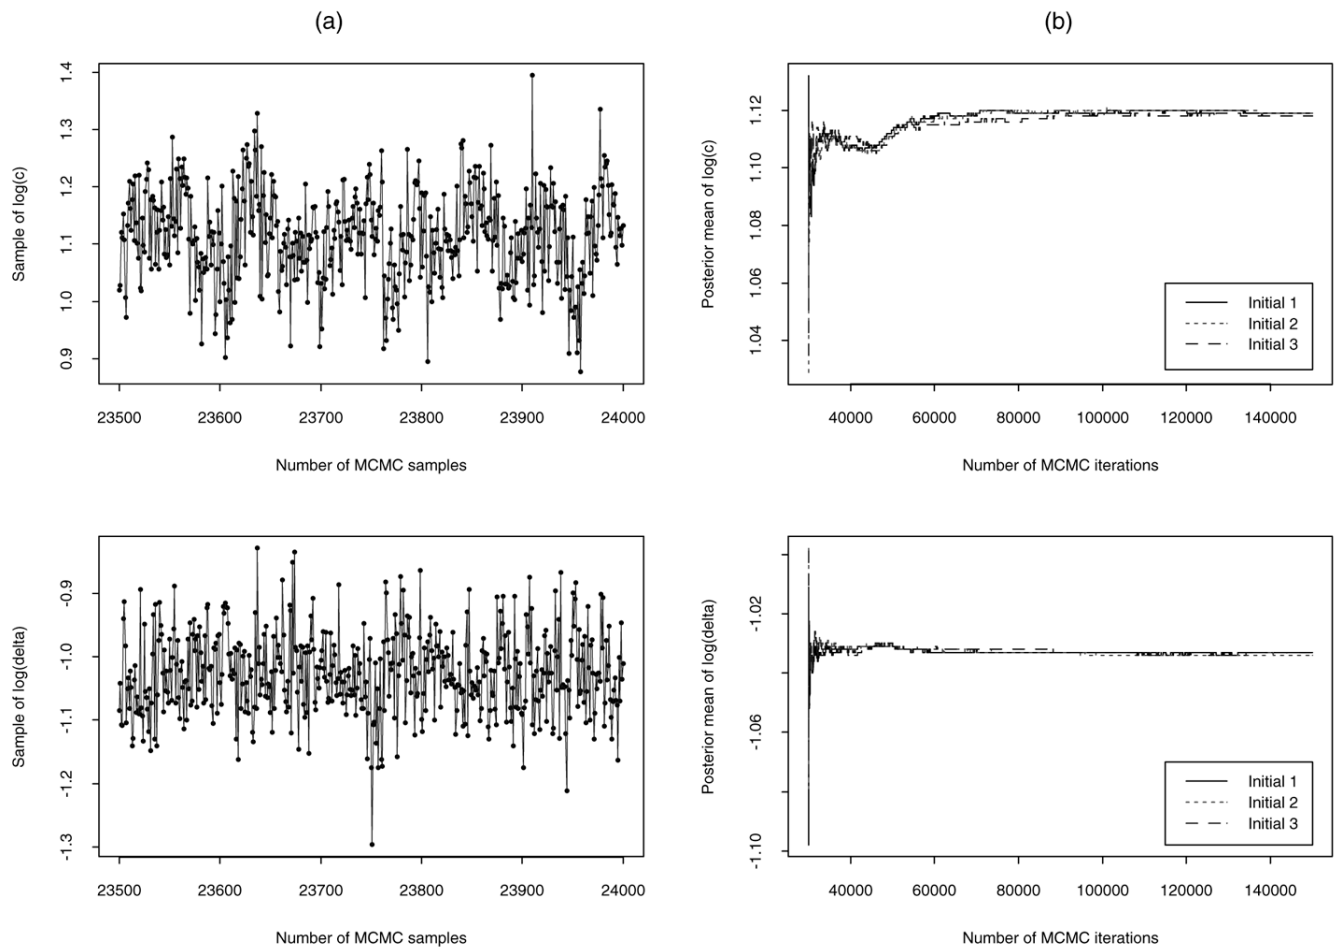 (a)
(b)
Sample of log(c)
1.4
1.3
1.2
1.1
1.0
0.9
23500 23600 23700 23800 23900 24000
Number of MCMC samples
Posterior mean of log(c)
1.12
1.10
1.08
1.06
1.04
Initial 1
Initial 2
Initial 3
40000 60000 80000 100000 120000 140000
Number of MCMC iterations
Sample of log(delta)
-0.9
-1.0
-1.1
-1.2
-1.3
23500 23600 23700 23800 23900 24000
Number of MCMC samples
Posterior mean of log(delta)
-1.02
-1.06
-1.10
Initial 1
Initial 2
Initial 3
40000 60000 80000 100000 120000 140000
Number of MCMC iterations